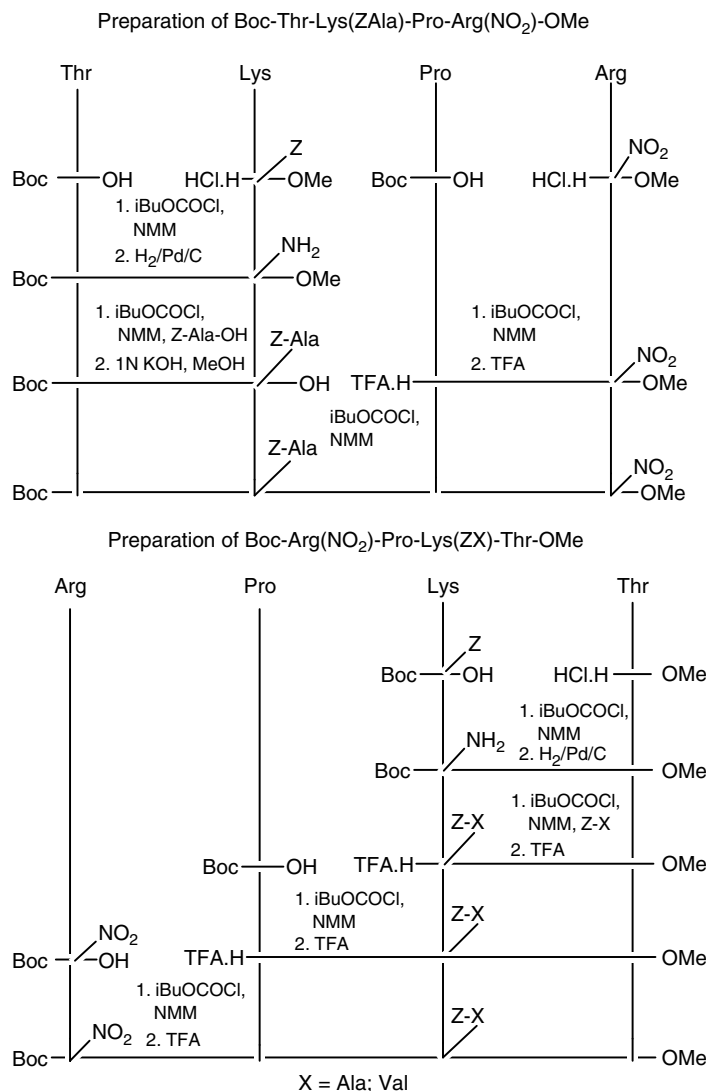 Preparation of Boc-Thr-Lys(ZAla)-Pro-Arg(NO₂)-OMe
Thr Lys Pro Arg
Z NO₂
Boc OH HCl.H OMe Boc OH HCl.H OMe
1. iBuOCOCl,
NMM
2. H₂/Pd/C
NH₂
Boc OMe
1. iBuOCOCl,
NMM, Z-Ala-OH
2. 1N KOH, MeOH
1. iBuOCOCl,
NMM
2. TFA
Z-Ala NO₂
Boc OH TFA.H OMe
iBuOCOCl,
NMM
Z-Ala NO₂
Boc OMe
Preparation of Boc-Arg(NO₂)-Pro-Lys(ZX)-Thr-OMe
Arg Pro Lys Thr
Z
Boc OH HCl.H OMe
1. iBuOCOCl,
NMM
2. H₂/Pd/C
NH₂
Boc OMe
1. iBuOCOCl,
NMM, Z-X
2. TFA
Z-X
Boc OH TFA.H OMe
1. iBuOCOCl,
NMM
2. TFA
Z-X
NO₂
Boc OH TFA.H OMe
1. iBuOCOCl,
NMM
2. TFA
NO₂ Z-X
Boc OMe
X = Ala; Val